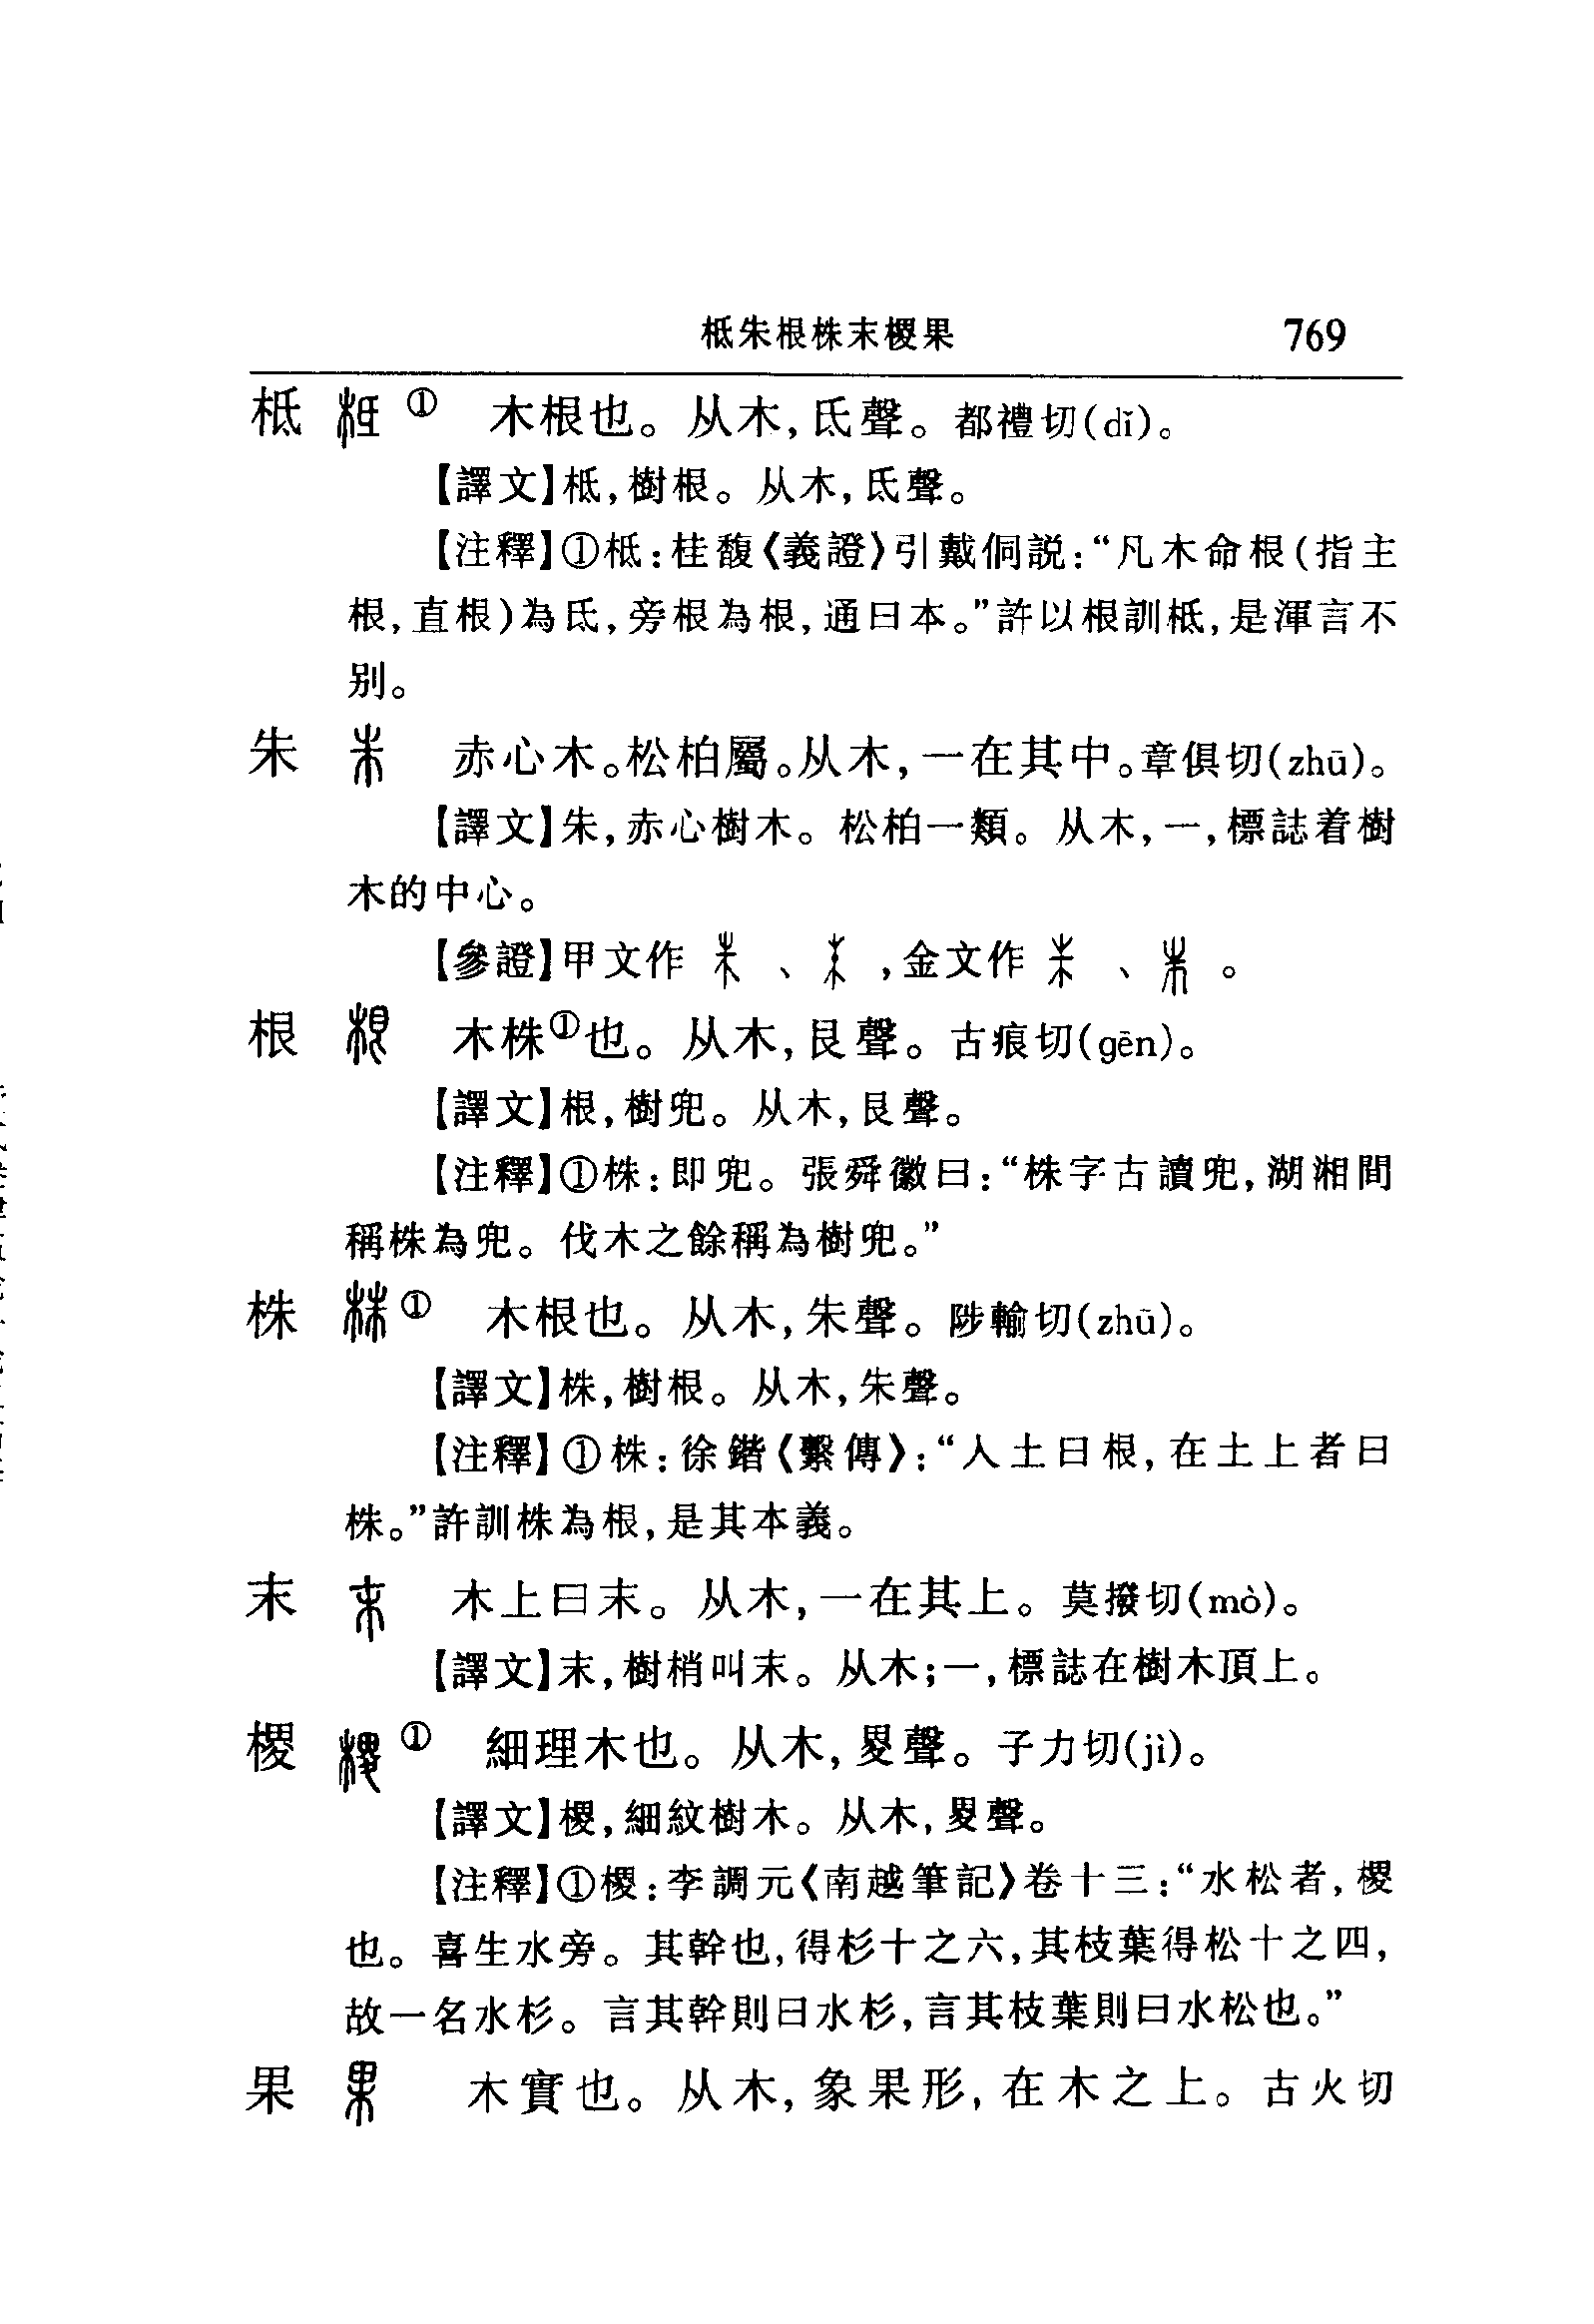 柢朱根株末㮨果 769
柢 ① 木根也。从木,氐聲。都禮切(dǐ)。
【譯文】柢,樹根。从木,氐聲。
【注釋】①柢:桂馥《義證》引戴侗説:“凡木命根(指主
根,直根)為氐,旁根為根,通曰本。”許以根訓柢,是渾言不
别。
朱 赤心木。松柏屬。从木,一在其中。章俱切(zhū)。
【譯文】朱,赤心樹木。松柏一類。从木,一,標誌着樹
木的中心。
【參證】甲文作 、 ,金文作 、 。
根 木株①也。从木,艮聲。古痕切(gēn)。
【譯文】根,樹兜。从木,艮聲。
【注釋】①株:即兜。張舜徽曰:“株字古讀兜,湖湘間
稱株為兜。伐木之餘稱為樹兜。”
株 ① 木根也。从木,朱聲。陟輸切(zhū)。
【譯文】株,樹根。从木,朱聲。
【注釋】①株:徐鍇《繫傳》:“入土曰根,在土上者曰
株。”許訓株為根,是其本義。
末 木上曰末。从木,一在其上。莫撥切(mò)。
【譯文】末,樹梢叫末。从木;一,標誌在樹木頂上。
㮨 ① 細理木也。从木,畟聲。子力切(jì)。
【譯文】㮨,細紋樹木。从木,畟聲。
【注釋】①㮨:李調元《南越筆記》卷十三:“水松者,㮨
也。喜生水旁。其幹也,得杉十之六,其枝葉得松十之四,
故一名水杉。言其幹則曰水杉,言其枝葉則曰水松也。”
果 木實也。从木,象果形,在木之上。古火切